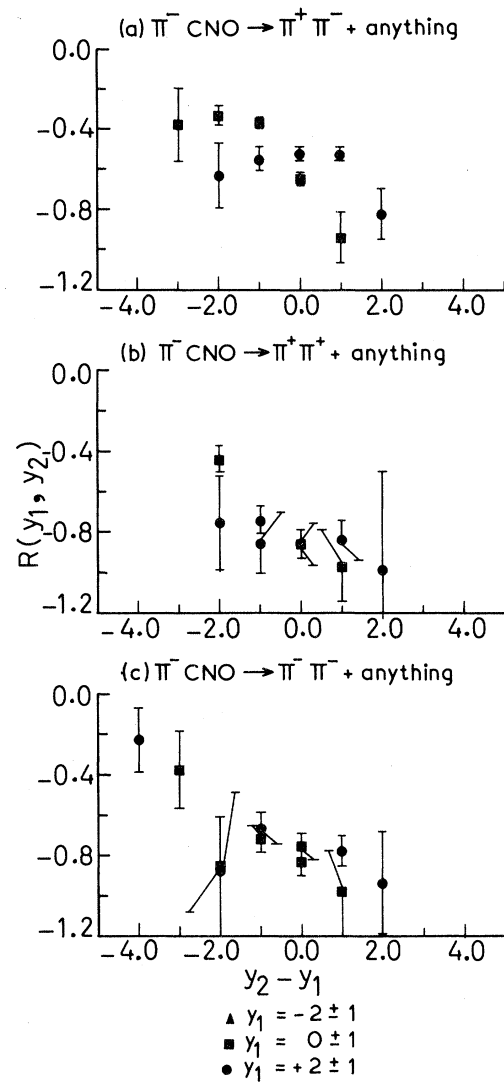 (a) π⁻ CNO → π⁺ π⁻ + anything
0.0
−0.4
−0.8
−1.2
−4.0 −2.0 0.0 2.0
(b) π⁻ CNO → π⁺ π⁺ + anything
0.0
−0.4
−0.8
−1.2
R(y₁, y₂)
−4.0 −2.0 0.0 2.0 4.0
(c) π⁻ CNO → π⁻ π⁻ + anything
0.0
−0.4
−0.8
−1.2
−4.0 −2.0 0.0 2.0 4.0
y₂ − y₁
▲ y₁ = −2 ± 1
■ y₁ = 0 ± 1
● y₁ = +2 ± 1